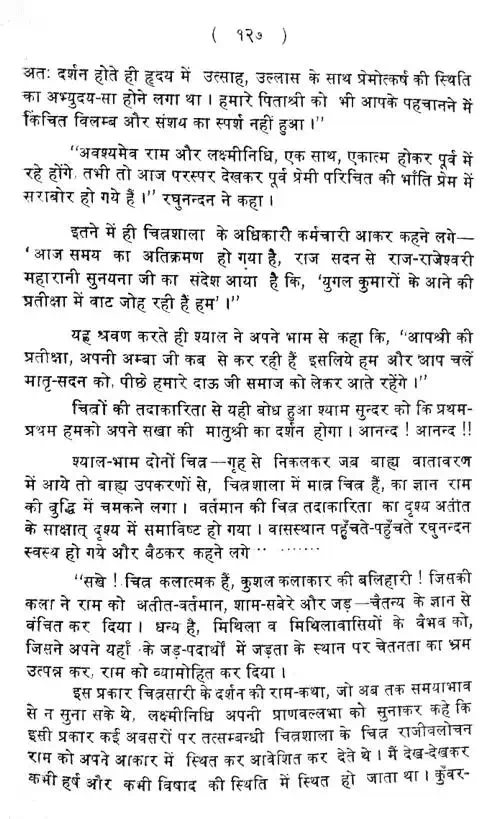 ( १२७ )
अतः दर्शन होते ही हृदय में उत्साह, उल्लास के साथ प्रेमोत्कर्ष की स्थिति
का अभ्युदय-सा होने लगा था । हमारे पिताश्री को भी आपके पहचानने में
किंचित विलम्ब और संशय का स्पर्श नहीं हुआ ।”
“अवश्यमेव राम और लक्ष्मीनिधि, एक साथ, एकात्म होकर पूर्व में
रहे होंगे, तभी तो आज परस्पर देखकर पूर्व प्रेमी परिचित की भाँति प्रेम में
सराबोर हो गये हैं ।” रघुनन्दन ने कहा ।
इतने में ही चित्रशाला के अधिकारी कर्मचारी आकर कहने लगे—
‘आज समय का अतिक्रमण हो गया है, राज सदन से राज-राजेश्वरी
महारानी सुनयना जी का संदेश आया है कि, ‘युगल कुमारों के आने की
प्रतीक्षा में वाट जोह रही हैं हम’ ।”
यह श्रवण करते ही श्याल ने अपने भाम से कहा कि, “आपश्री की
प्रतीक्षा, अपनी अम्बा जी कब से कर रही हैं इसलिये हम और आप चलें
मातृ-सदन को, पीछे हमारे दाऊ जी समाज को लेकर आते रहेंगे ।”
चित्रों की तदाकारिता से यही बोध हुआ श्याम सुन्दर को कि प्रथम-
प्रथम हमको अपने सखा की मातुश्री का दर्शन होगा । आनन्द ! आनन्द !!
श्याल-भाम दोनों चित्र—गृह से निकलकर जब बाह्य वातावरण
में आये तो बाह्य उपकरणों से, चित्रशाला में मात्र चित्र हैं, का ज्ञान राम
की बुद्धि में चमकने लगा । वर्तमान की चित्र तदाकारिता का दृश्य अतीत
के साक्षात् दृश्य में समाविष्ट हो गया । वासस्थान पहुँचते-पहुँचते रघुनन्दन
स्वस्थ हो गये और बैठकर कहने लगे ·· ·······
“सखे ! चित्र कलात्मक हैं, कुशल कलाकार की बलिहारी ! जिसकी
कला ने राम को अतीत-वर्तमान, शाम-सवेरे और जड़—चैतन्य के ज्ञान से
वंचित कर दिया । धन्य है, मिथिला व मिथिलावासियों के वैभव को,
जिसने अपने यहाँ के जड़-पदार्थों में जड़ता के स्थान पर चेतनता का भ्रम
उत्पन्न कर, राम को व्यामोहित कर दिया ।
इस प्रकार चित्रसारी के दर्शन की राम-कथा, जो अब तक समयाभाव
से न सुना सके थे, लक्ष्मीनिधि अपनी प्राणवल्लभा को सुनाकर कहे कि
इसी प्रकार कई अवसरों पर तत्सम्बन्धी चित्रशाला के चित्र राजीवलोचन
राम को अपने आकार में स्थित कर आवेशित कर देते थे । मैं देख-देखकर
कभी हर्ष और कभी विषाद की स्थिति में स्थित हो जाता था । कुँवर-